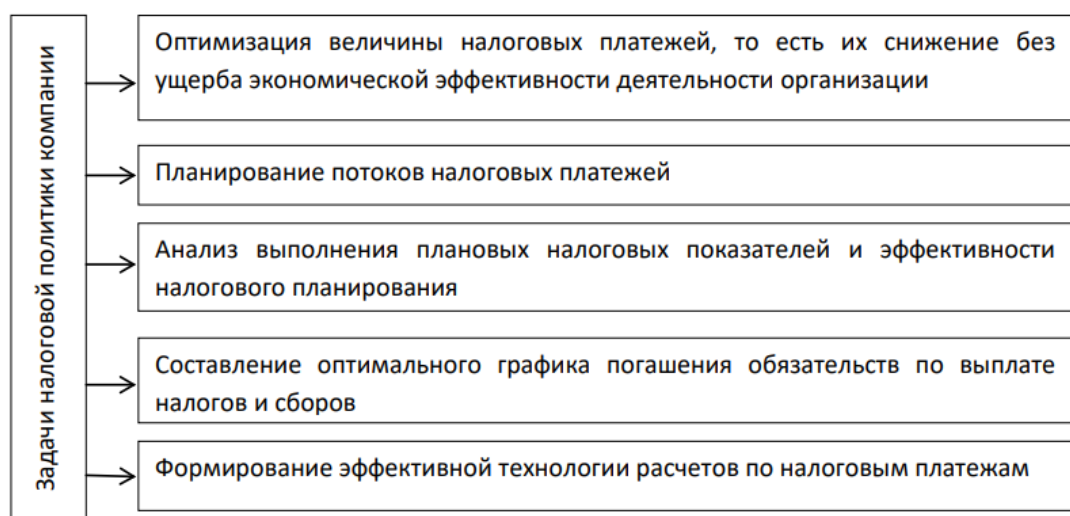 Задачи налоговой политики компании
Оптимизация величины налоговых платежей, то есть их снижение без
ущерба экономической эффективности деятельности организации
Планирование потоков налоговых платежей
Анализ выполнения плановых налоговых показателей и эффективности
налогового планирования
Составление оптимального графика погашения обязательств по выплате
налогов и сборов
Формирование эффективной технологии расчетов по налоговым платежам